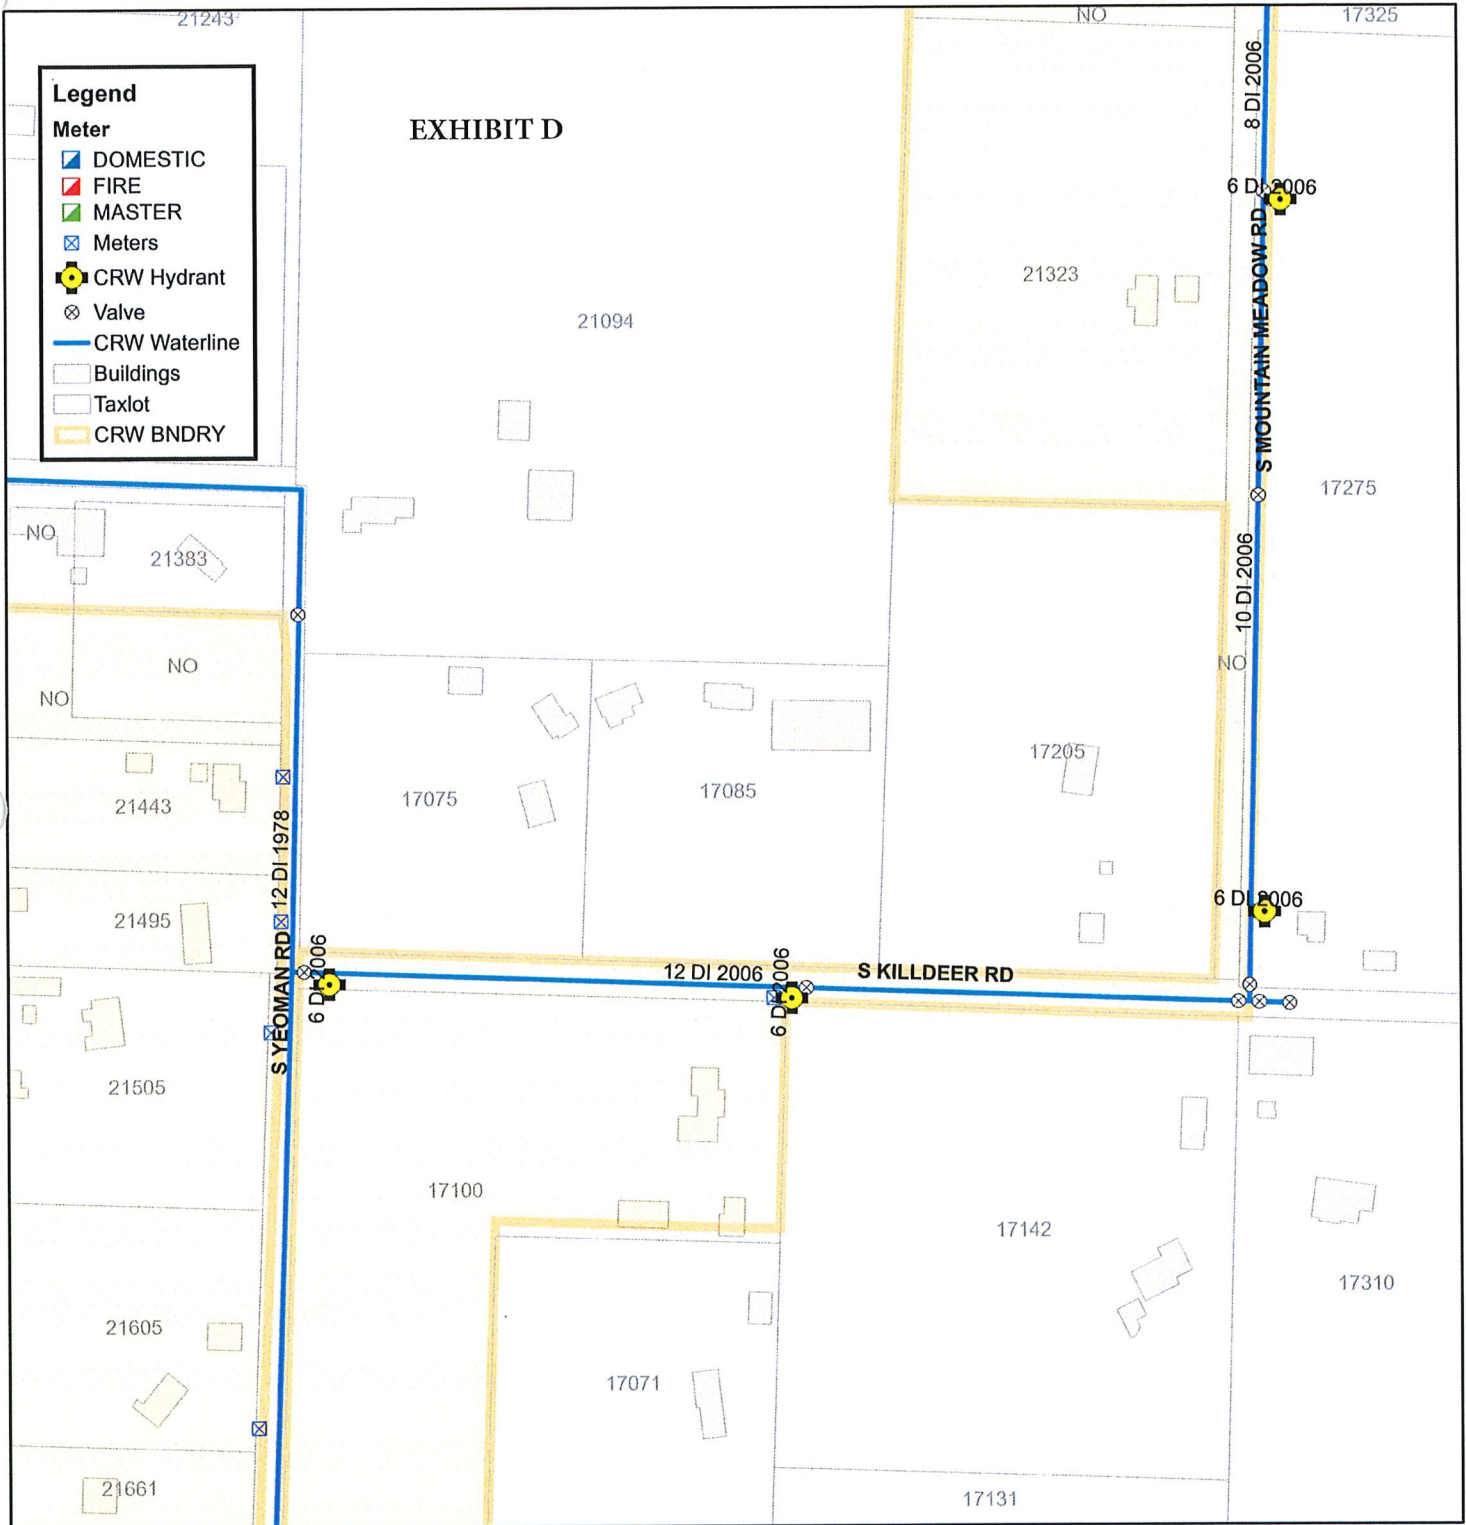 21243
NO
17325
Legend
Meter
DOMESTIC
FIRE
MASTER
Meters
CRW Hydrant
Valve
CRW Waterline
Buildings
Taxlot
CRW BNDRY
EXHIBIT D
8 DI 2006
6 DI 2006
S MOUNTAIN MEADOW RD
21323
21094
17275
NO
21383
10 DI 2006
NO
NO
NO
17205
21443
17075
17085
12 DI 1978
21495
6 DI 2006
S YEOMAN RD
6 DI 2006
12 DI 2006
6 DI 2006
S KILLDEER RD
21505
17100
17142
17310
21605
17071
21661
17131